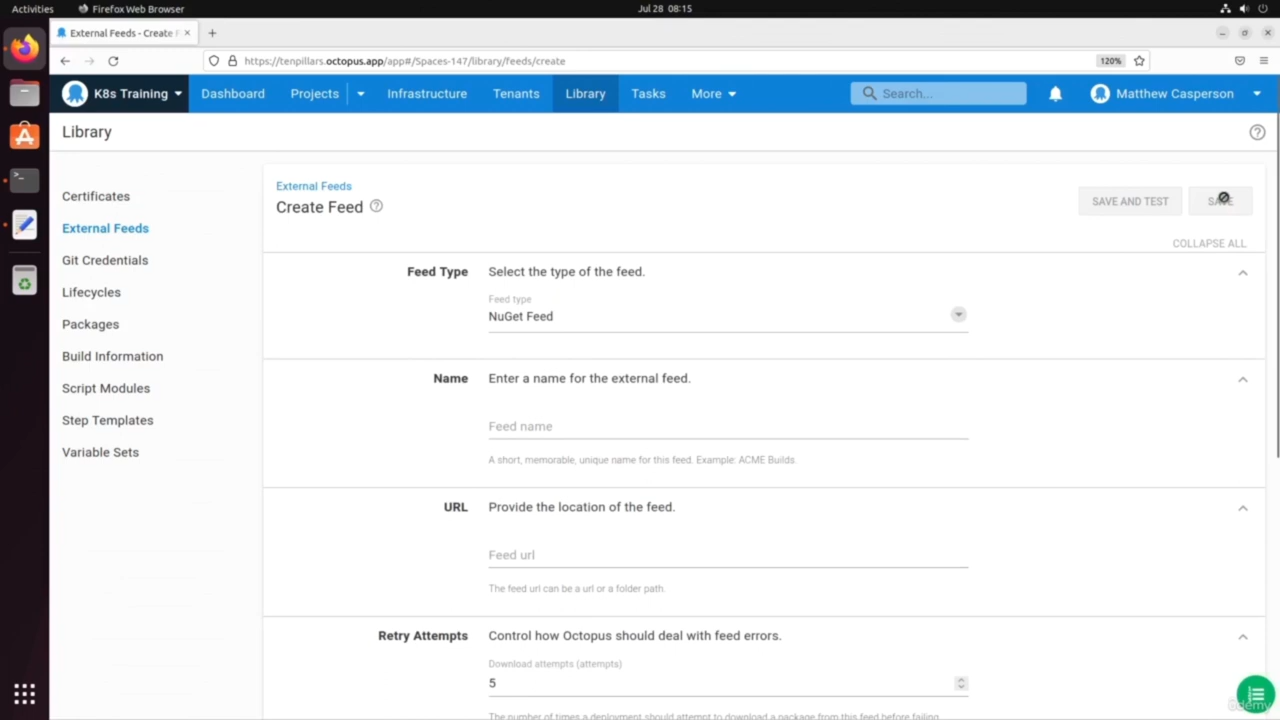 Activities
Firefox Web Browser
Jul 28 08:15
External Feeds - Create F
https://tenpillars.octopus.app/app#/Spaces-147/library/feeds/create
120%
K8s Training
Dashboard
Projects
Infrastructure
Tenants
Library
Tasks
More
Search...
Matthew Casperson
Library
Certificates
External Feeds
Git Credentials
Lifecycles
Packages
Build Information
Script Modules
Step Templates
Variable Sets
External Feeds
Create Feed
SAVE AND TEST
SAVE
COLLAPSE ALL
Feed Type
Select the type of the feed.
Feed type
NuGet Feed
Name
Enter a name for the external feed.
Feed name
A short, memorable, unique name for this feed. Example: ACME Builds.
URL
Provide the location of the feed.
Feed url
The feed url can be a url or a folder path.
Retry Attempts
Control how Octopus should deal with feed errors.
Download attempts (attempts)
5
The number of times a deployment should attempt to download a package from this feed before failing.
ûdemy